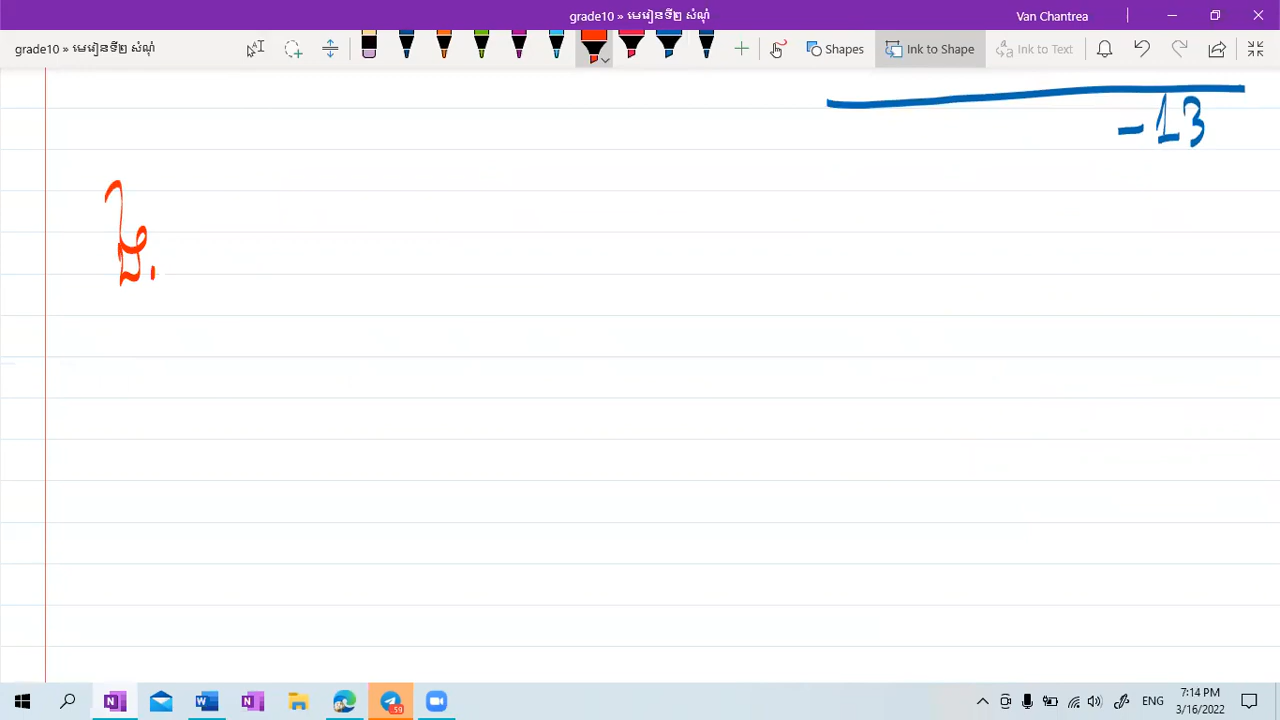 grade10 » មេរៀនទី២ សំណុំ
Van Chantrea
grade10 » មេរៀនទី២ សំណុំ
Shapes
Ink to Shape
Ink to Text
-13
59
ENG
7:14 PM
3/16/2022